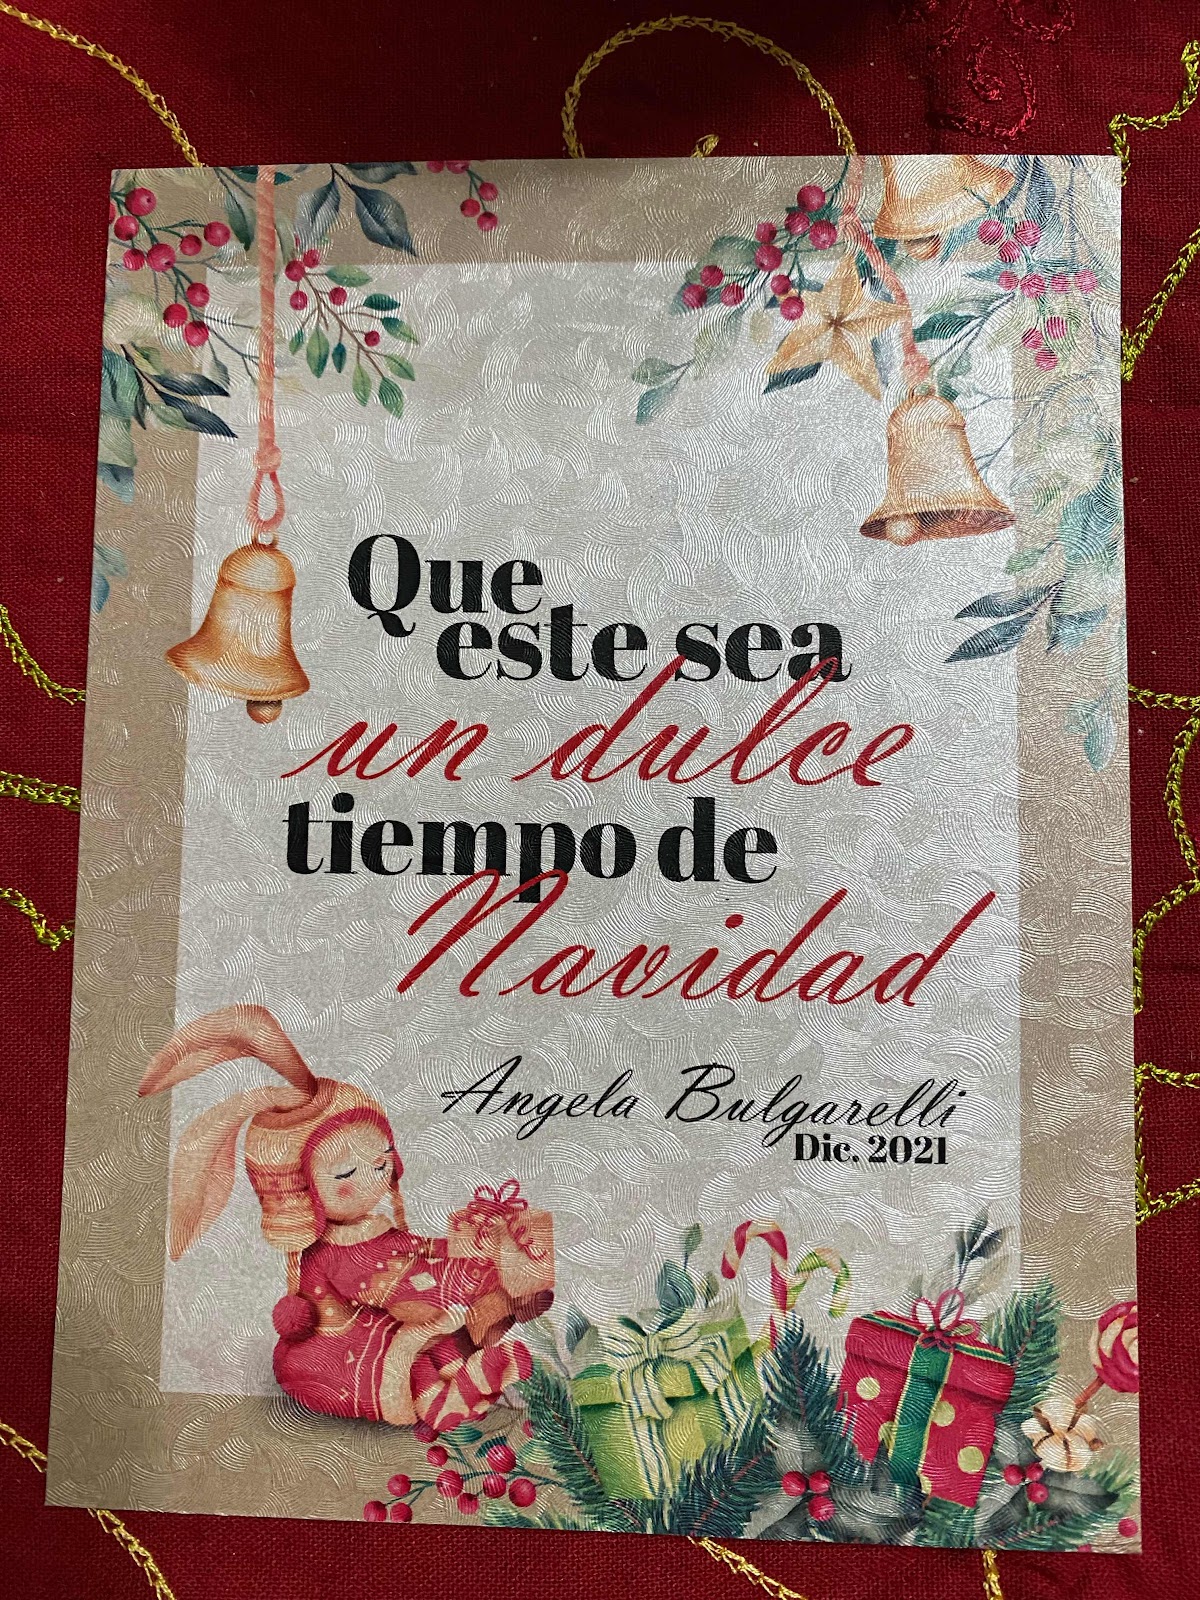 Que
este sea
un dulce
tiempo de
Navidad
Angela Bulgarelli
Dic. 2021